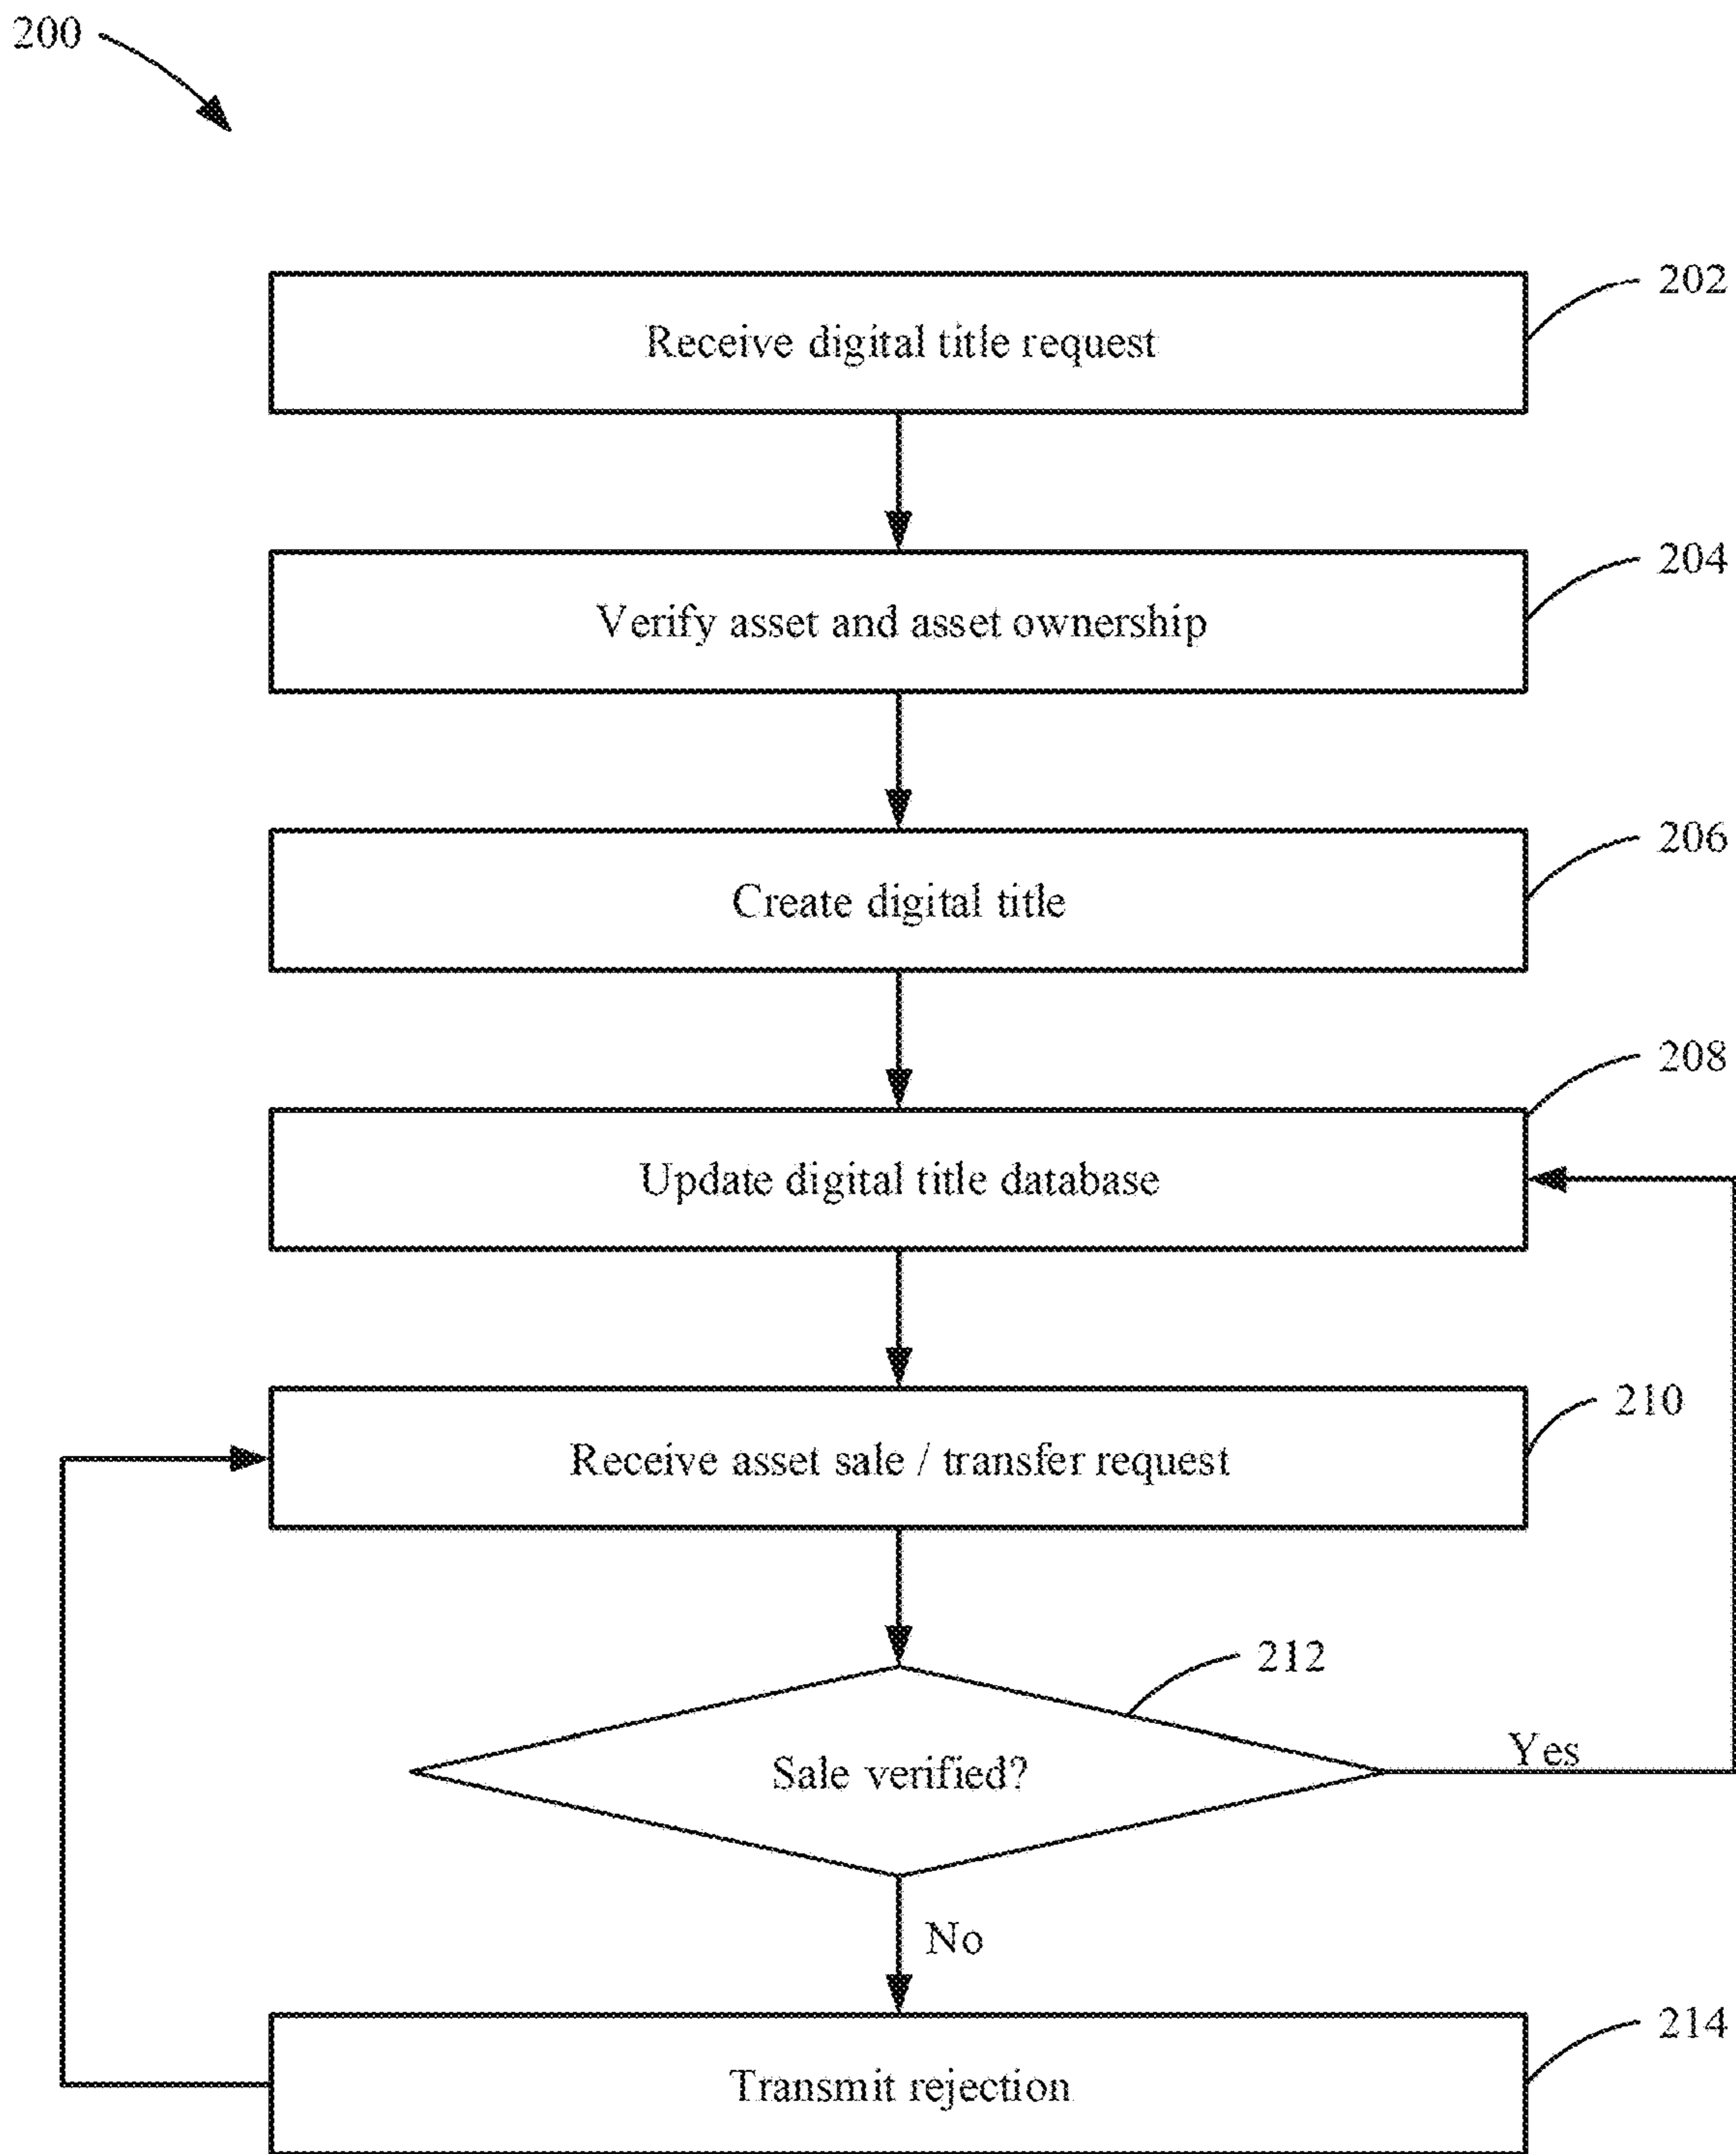 200
202
Receive digital title request
204
Verify asset and asset ownership
206
Create digital title
208
Update digital title database
210
Receive asset sale / transfer request
212
Sale verified?
Yes
No
214
Transmit rejection